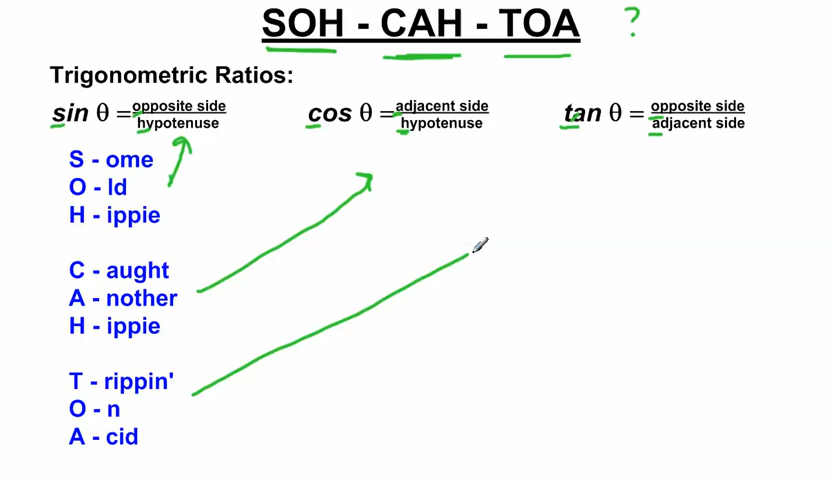 SOH - CAH - TOA ?
Trigonometric Ratios:
sin θ = opposite side / hypotenuse cos θ = adjacent side / hypotenuse tan θ = opposite side / adjacent side
S - ome
O - ld
H - ippie
C - aught
A - nother
H - ippie
T - rippin'
O - n
A - cid